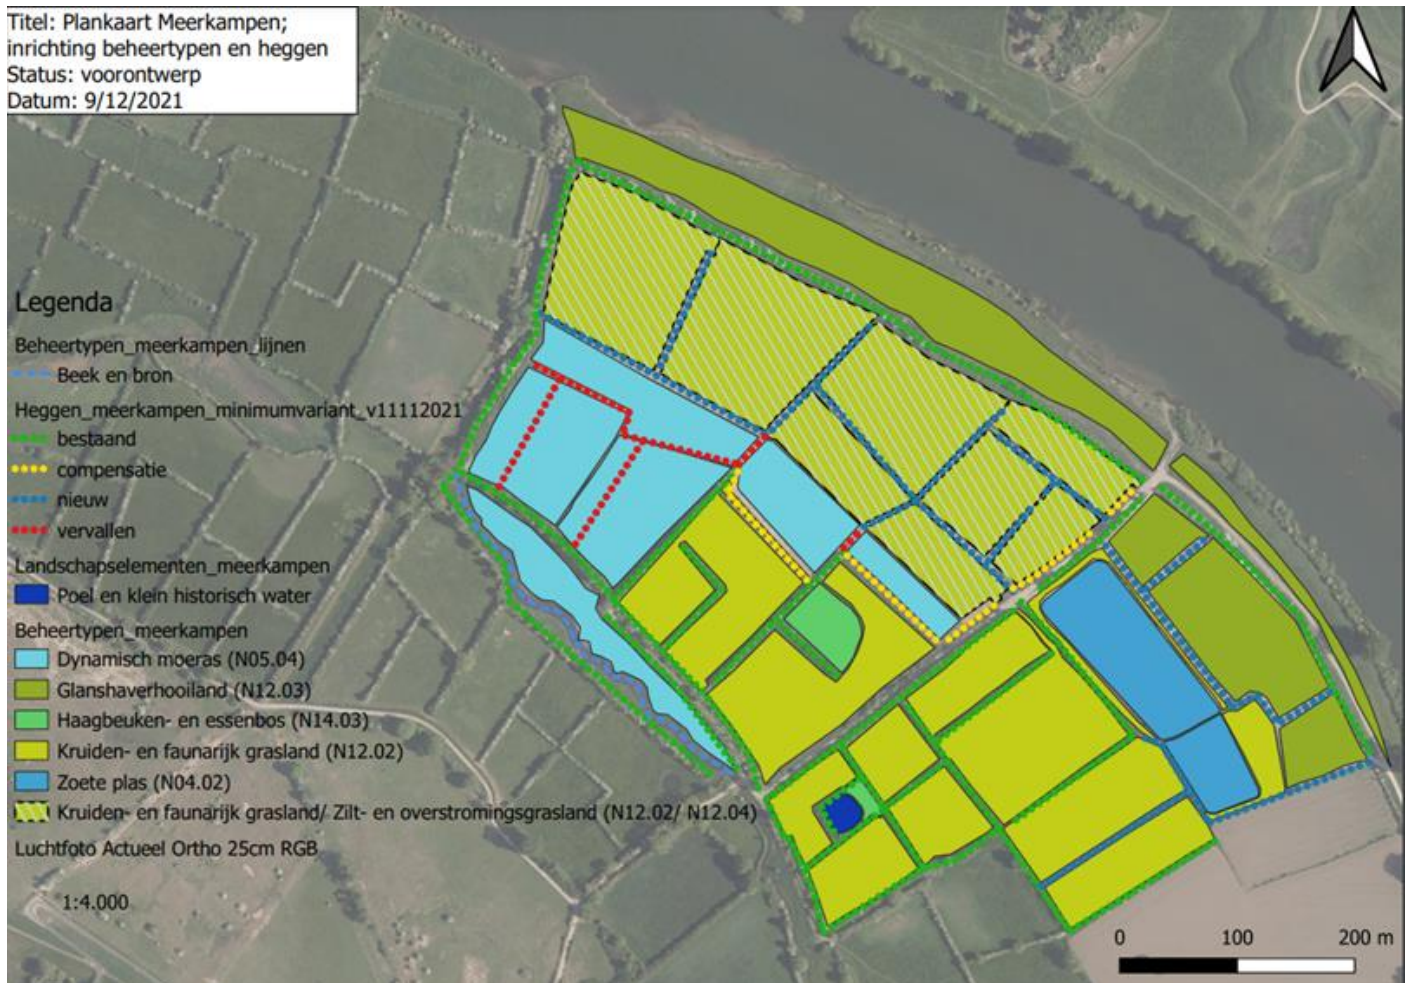 Titel: Plankaart Meerkampen;
inrichting beheertypen en heggen
Status: voorontwerp
Datum: 9/12/2021
Legenda
Beheertypen_meerkampen_lijnen
Beek en bron
Heggen_meerkampen_minimumvariant_v11112021
bestaand
compensatie
nieuw
vervallen
Landschapselementen_meerkampen
Poel en klein historisch water
Beheertypen_meerkampen
Dynamisch moeras (N05.04)
Glanshaverhooiland (N12.03)
Haagbeuken- en essenbos (N14.03)
Kruiden- en faunarijk grasland (N12.02)
Zoete plas (N04.02)
Kruiden- en faunarijk grasland/ Zilt- en overstromingsgrasland (N12.02/ N12.04)
Luchtfoto Actueel Ortho 25cm RGB
1:4.000
0 100 200 m